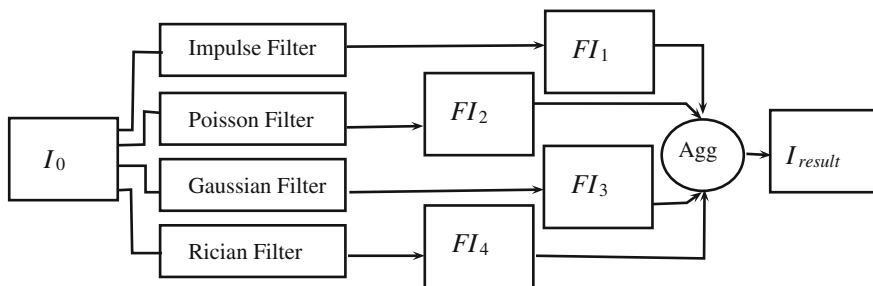 Impulse Filter
FI1
Poisson Filter
FI2
I0
Agg
Iresult
Gaussian Filter
FI3
Rician Filter
FI4